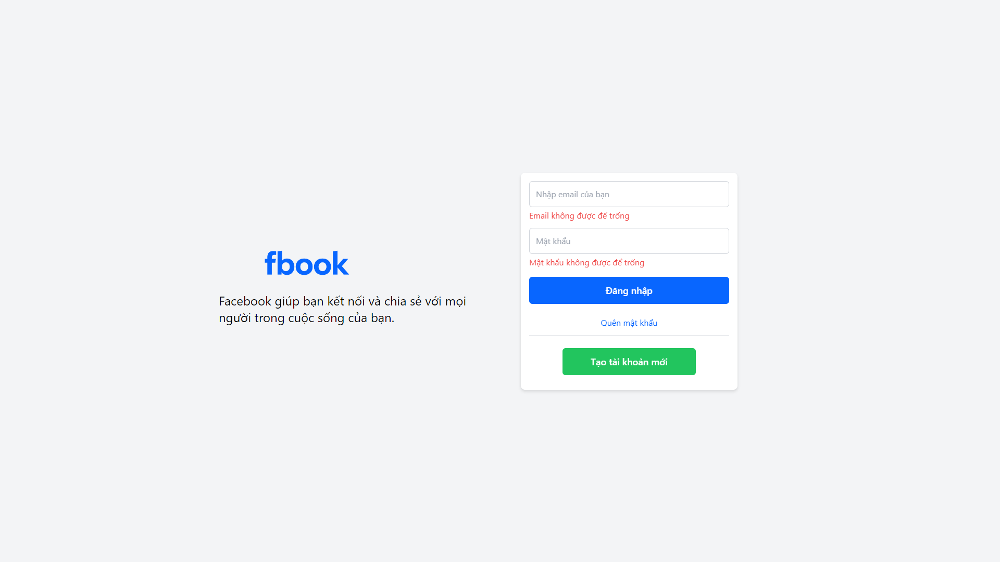 fbook
Facebook giúp bạn kết nối và chia sẻ với mọi
người trong cuộc sống của bạn.
Nhập email của bạn
Email không được để trống
Mật khẩu
Mật khẩu không được để trống
Đăng nhập
Quên mật khẩu
Tạo tài khoản mới